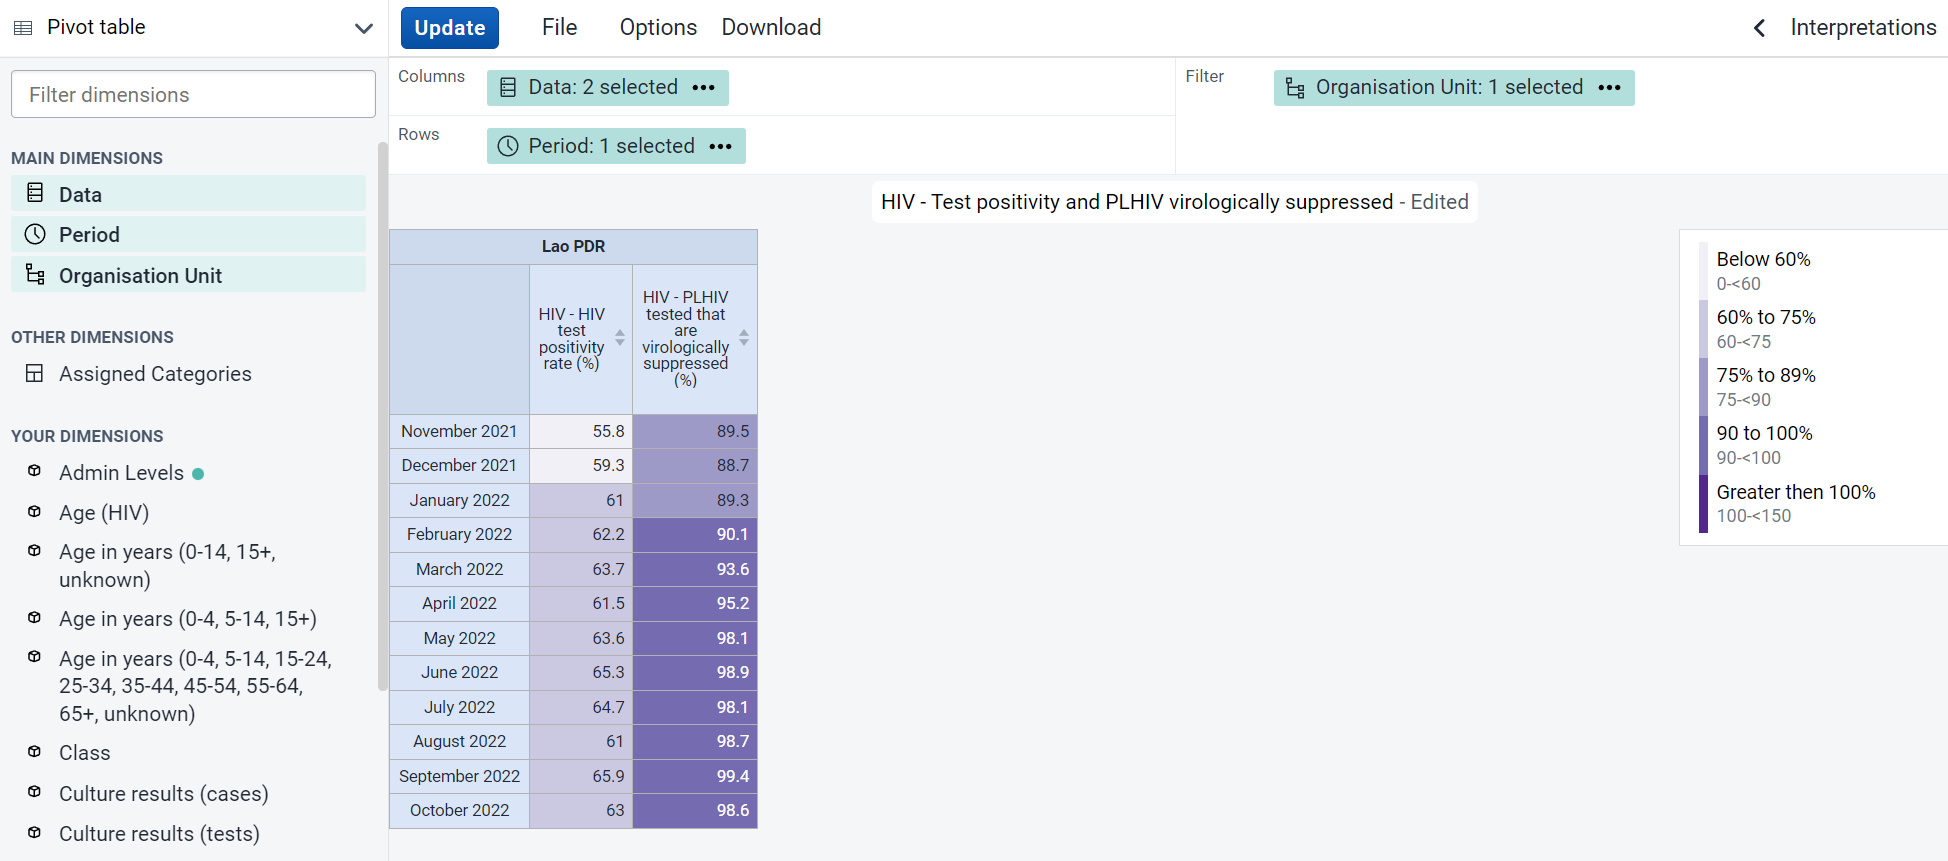 Pivot table
Update File Options Download Interpretations
Filter dimensions
MAIN DIMENSIONS
Data
Period
Organisation Unit
OTHER DIMENSIONS
Assigned Categories
YOUR DIMENSIONS
Admin Levels
Age (HIV)
Age in years (0-14, 15+,
unknown)
Age in years (0-4, 5-14, 15+)
Age in years (0-4, 5-14, 15-24,
25-34, 35-44, 45-54, 55-64,
65+, unknown)
Class
Culture results (cases)
Culture results (tests)
Columns Data: 2 selected •••
Rows Period: 1 selected •••
Filter Organisation Unit: 1 selected •••
HIV - Test positivity and PLHIV virologically suppressed - Edited
Lao PDR
HIV - HIV
test
positivity
rate (%)
HIV - PLHIV
tested that
are
virologically
suppressed
(%)
November 2021 55.8 89.5
December 2021 59.3 88.7
January 2022 61 89.3
February 2022 62.2 90.1
March 2022 63.7 93.6
April 2022 61.5 95.2
May 2022 63.6 98.1
June 2022 65.3 98.9
July 2022 64.7 98.1
August 2022 61 98.7
September 2022 65.9 99.4
October 2022 63 98.6
Below 60%
0-<60
60% to 75%
60-<75
75% to 89%
75-<90
90 to 100%
90-<100
Greater then 100%
100-<150